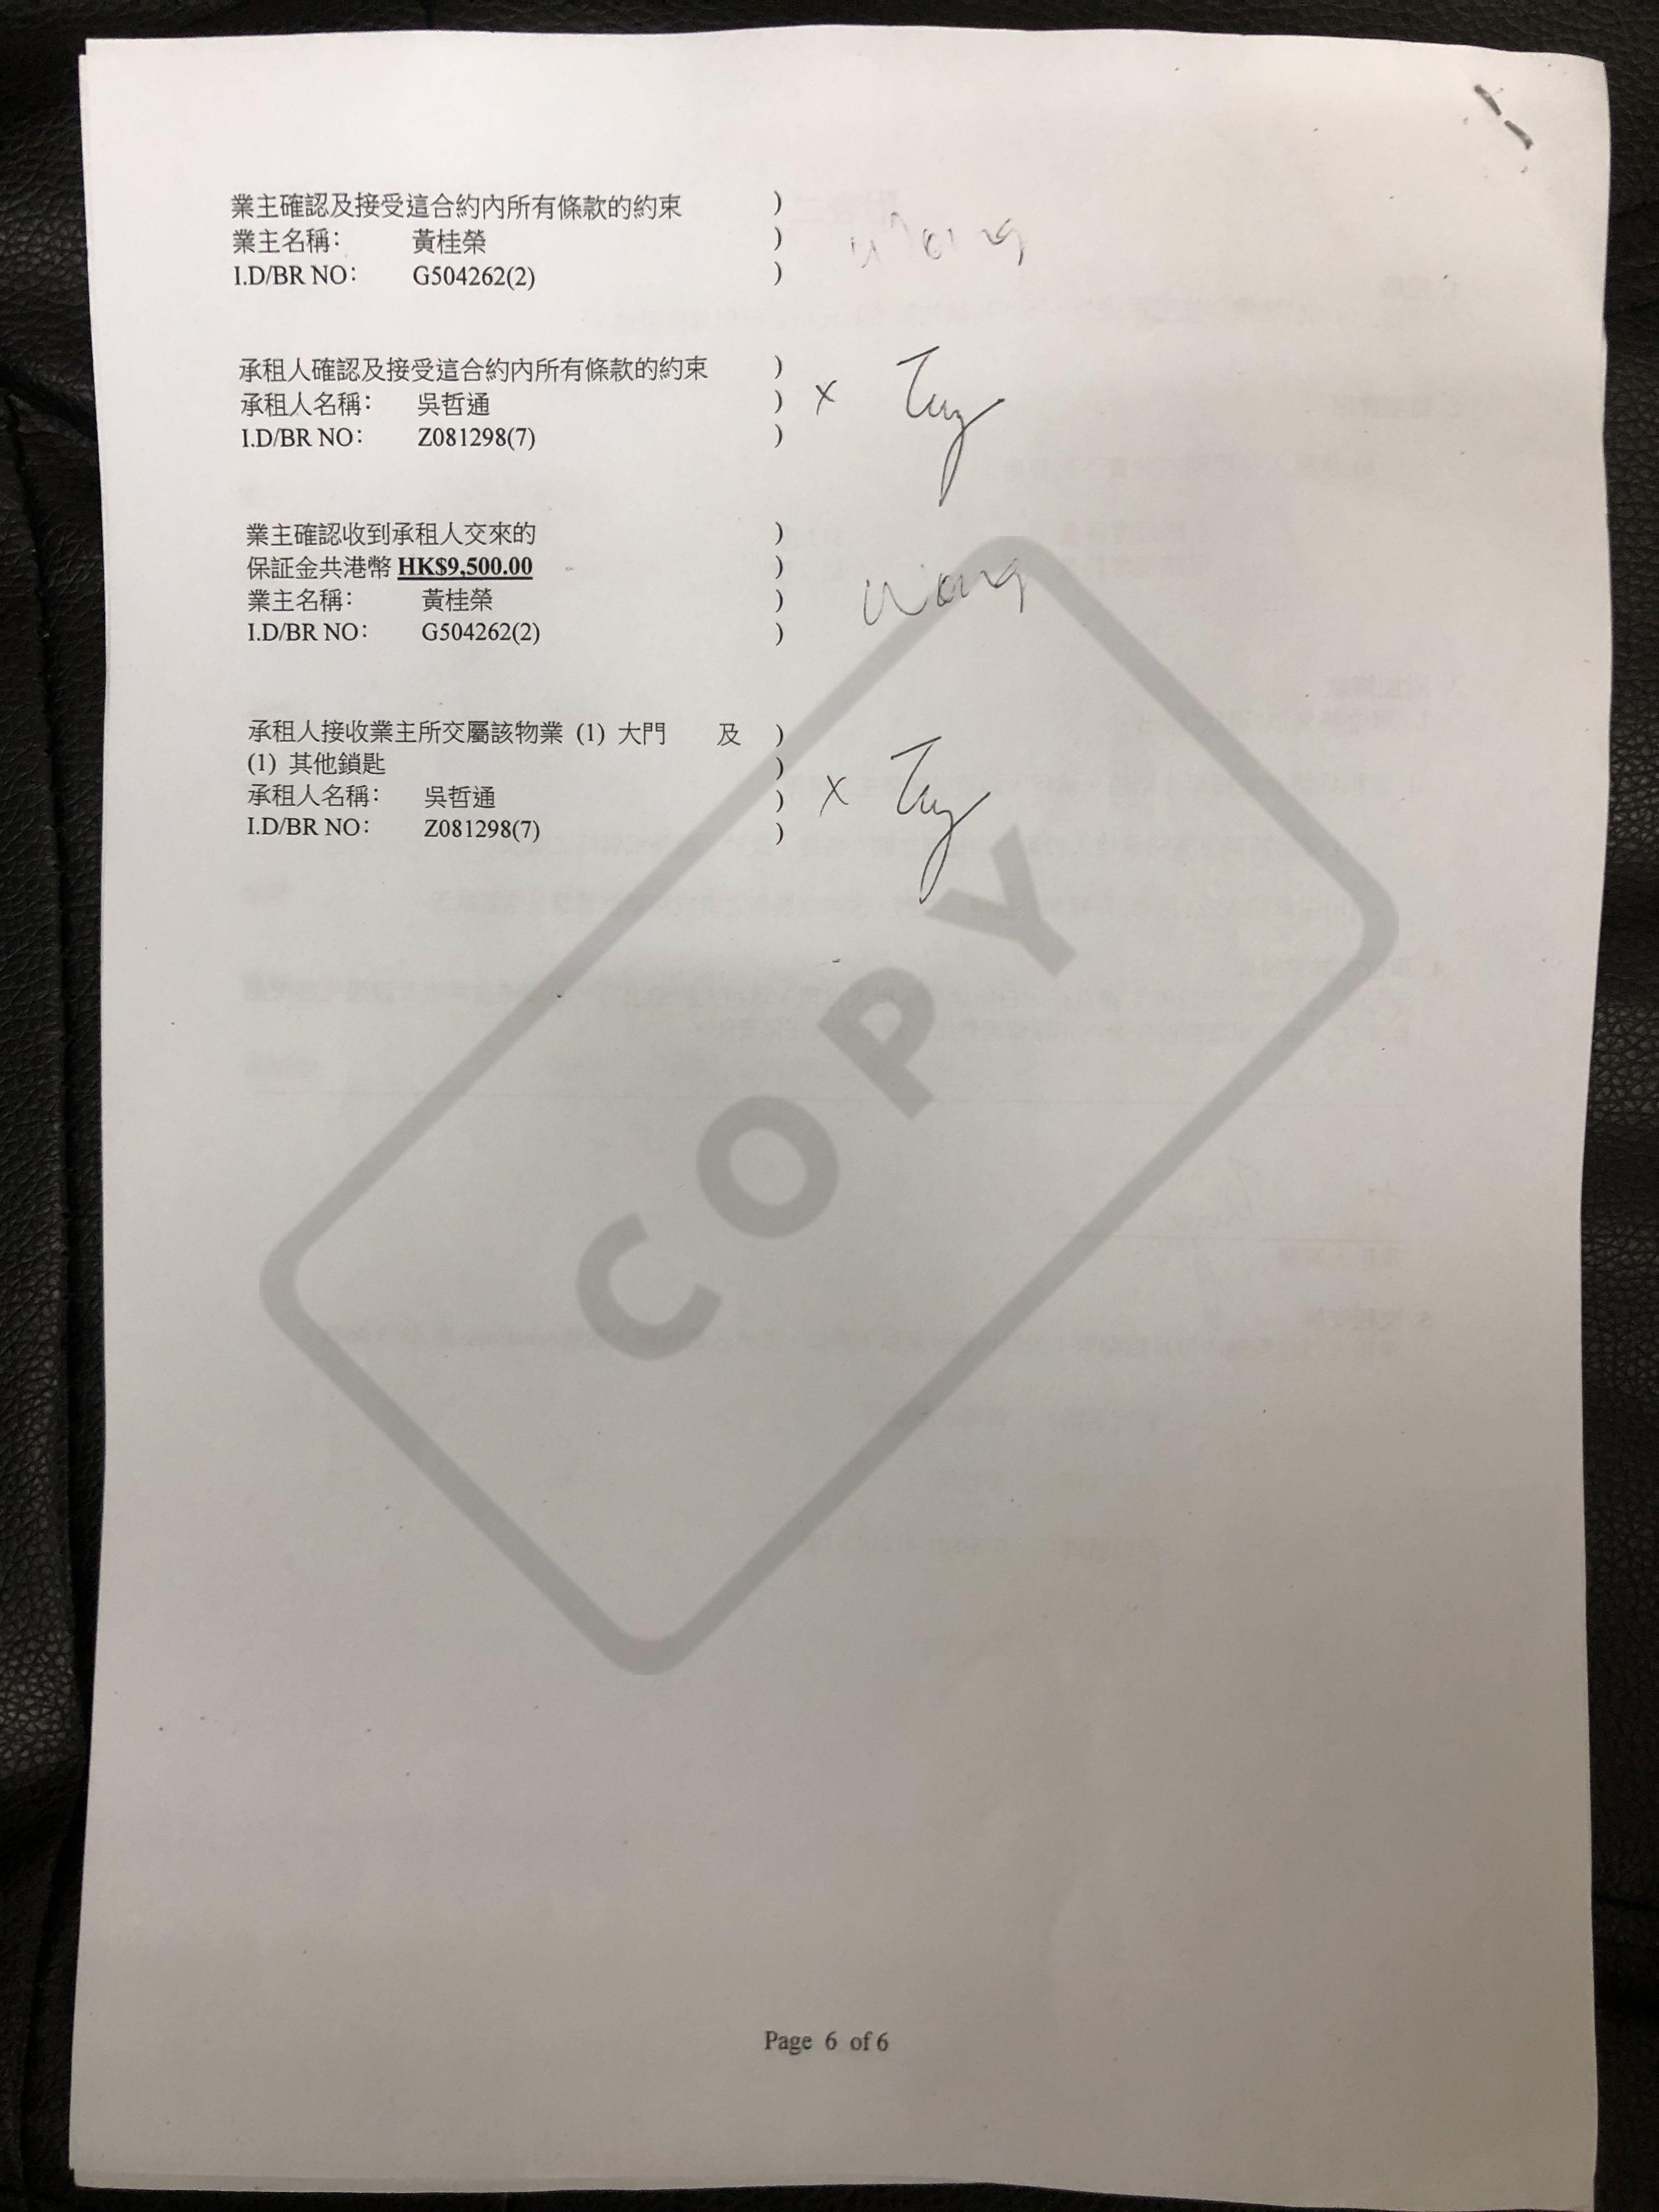 業主確認及接受這合約內所有條款的約束 )
業主名稱： 黃桂榮 )
I.D/BR NO： G504262(2) )
Wong
承租人確認及接受這合約內所有條款的約束 )
承租人名稱： 吳哲通 ) x
I.D/BR NO： Z081298(7) )
業主確認收到承租人交來的 )
保証金共港幣 HK$9,500.00 )
業主名稱： 黃桂榮 ) Wong
I.D/BR NO： G504262(2) )
承租人接收業主所交屬該物業 (1) 大門 及 )
(1) 其他鎖匙 )
承租人名稱： 吳哲通 ) x
I.D/BR NO： Z081298(7) )
COPY
Page 6 of 6